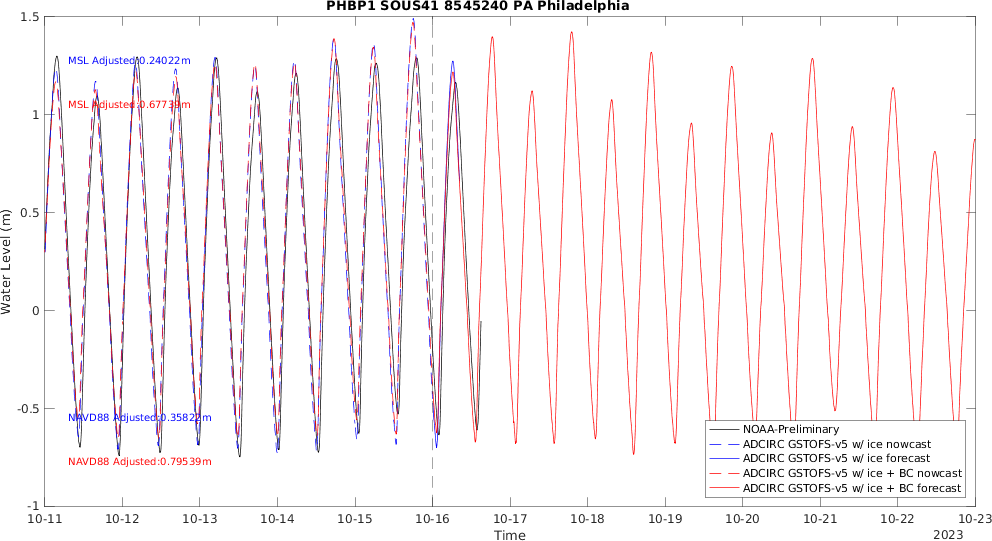 PHBP1 SOUS41 8545240 PA Philadelphia
1.5
1
0.5
0
-0.5
-1
Water Level (m)
MSL Adjusted:0.24022m
MSL Adjusted:0.67739m
NAVD88 Adjusted:0.35822m
NAVD88 Adjusted:0.79539m
NOAA-Preliminary
ADCIRC GSTOFS-v5 w/ ice nowcast
ADCIRC GSTOFS-v5 w/ ice forecast
ADCIRC GSTOFS-v5 w/ ice + BC nowcast
ADCIRC GSTOFS-v5 w/ ice + BC forecast
10-11 10-12 10-13 10-14 10-15 10-16 10-17 10-18 10-19 10-20 10-21 10-22 10-23
Time
2023